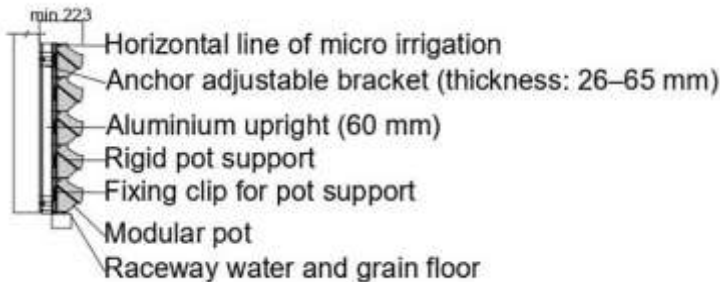 min.223
Horizontal line of micro irrigation
Anchor adjustable bracket (thickness: 26–65 mm)
Aluminium upright (60 mm)
Rigid pot support
Fixing clip for pot support
Modular pot
Raceway water and grain floor